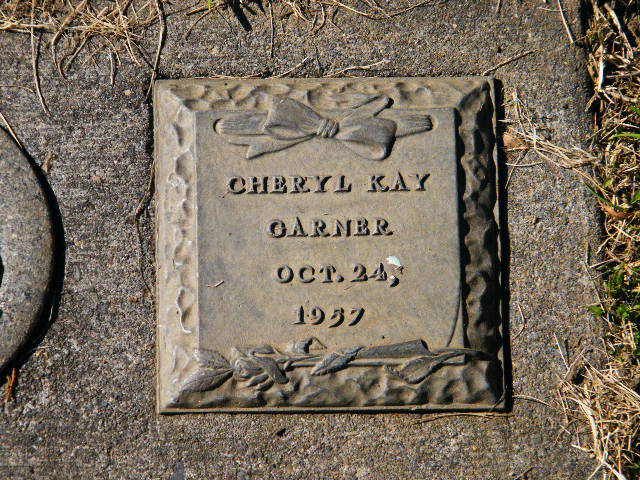 CHERYL KAY
GARNER
OCT. 24,
1957